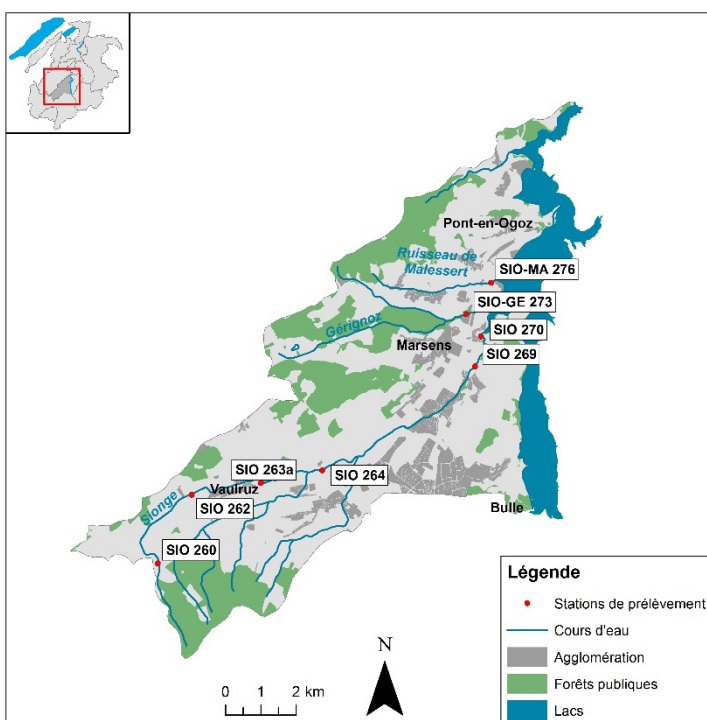 Pont-en-Ogoz
Ruisseau de
Malessert
SIO-MA 276
SIO-GE 273
Gérignoz
SIO 270
Marsens
SIO 269
SIO 263a
SIO 264
Vaulruz
Sionge
SIO 262
Bulle
SIO 260
Légende
Stations de prélèvement
Cours d'eau
Agglomération
Forêts publiques
Lacs
N
0 1 2 km